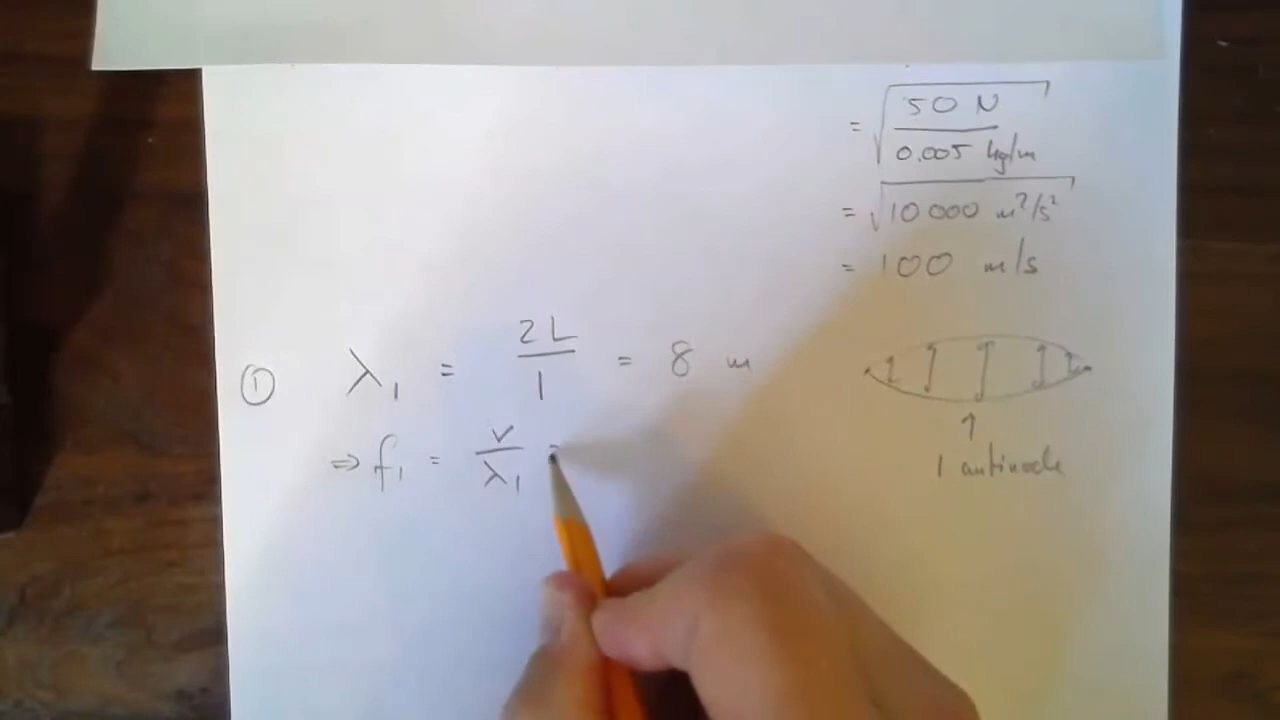 = √(50 N / 0.005 kg/m)
= √(10 000 m²/s²)
= 100 m/s
① λ₁ = 2L / 1 = 8 m
⇒ f₁ = v / λ₁ =
↑
1 antinode